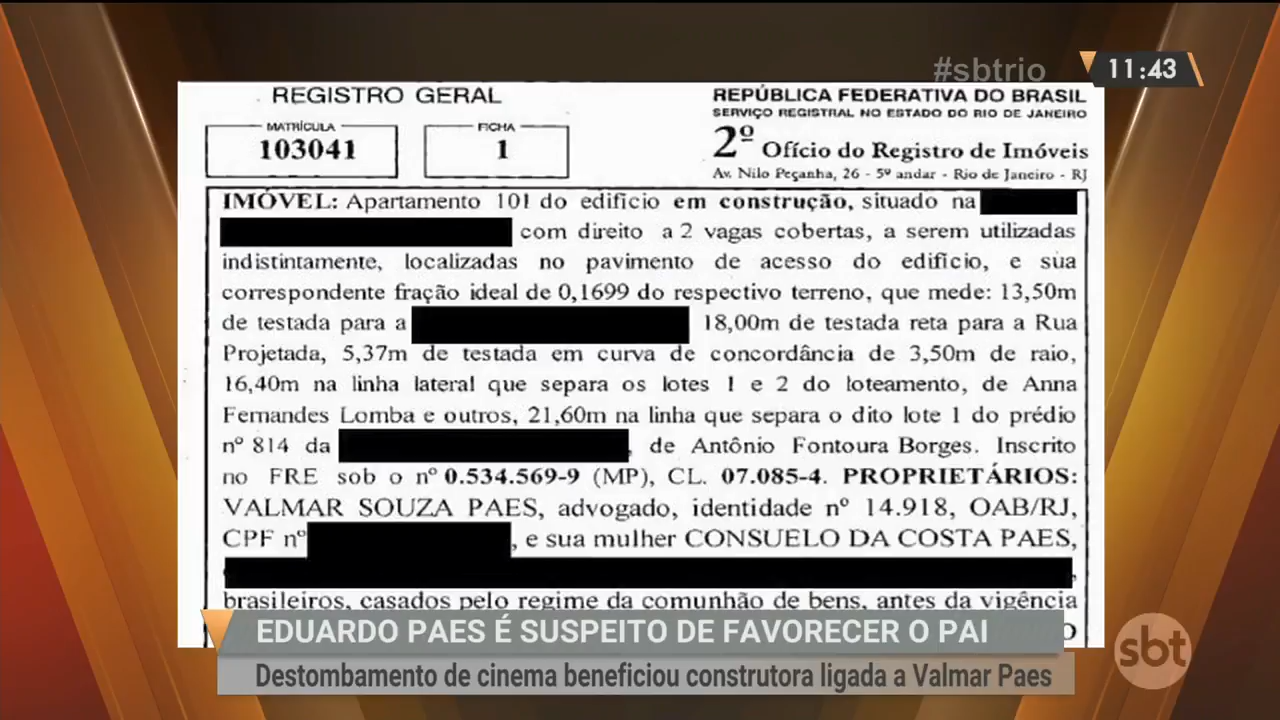 #sbtrio
11:43
REGISTRO GERAL
MATRÍCULA
103041
FICHA
1
REPÚBLICA FEDERATIVA DO BRASIL
SERVIÇO REGISTRAL NO ESTADO DO RIO DE JANEIRO
2º Ofício do Registro de Imóveis
Av. Nilo Peçanha, 26 - 5º andar - Rio de Janeiro - RJ
IMÓVEL: Apartamento 101 do edifício em construção, situado na
com direito a 2 vagas cobertas, a serem utilizadas
indistintamente, localizadas no pavimento de acesso do edifício, e sua
correspondente fração ideal de 0,1699 do respectivo terreno, que mede: 13,50m
de testada para a 18,00m de testada reta para a Rua
Projetada, 5,37m de testada em curva de concordância de 3,50m de raio,
16,40m na linha lateral que separa os lotes 1 e 2 do loteamento, de Anna
Fernandes Lomba e outros, 21,60m na linha que separa o dito lote 1 do prédio
nº 814 da , de Antônio Fontoura Borges. Inscrito
no FRE sob o nº 0.534.569-9 (MP), CL. 07.085-4. PROPRIETÁRIOS:
VALMAR SOUZA PAES, advogado, identidade nº 14.918, OAB/RJ,
CPF nº , e sua mulher CONSUELO DA COSTA PAES,
brasileiros, casados pelo regime da comunhão de bens, antes da vigência
EDUARDO PAES É SUSPEITO DE FAVORECER O PAI
Destombamento de cinema beneficiou construtora ligada a Valmar Paes
sbt